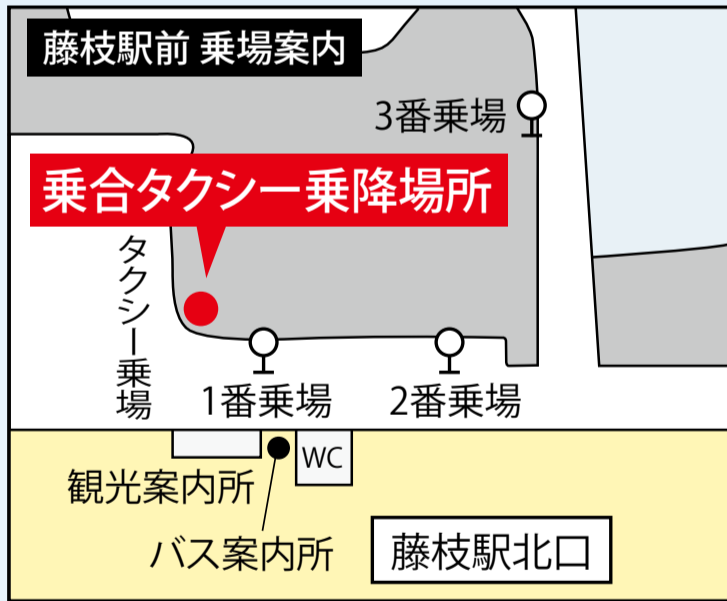 藤枝駅前 乗場案内
3番乗場
乗合タクシー乗降場所
タクシー乗場
1番乗場
2番乗場
WC
観光案内所
バス案内所
藤枝駅北口